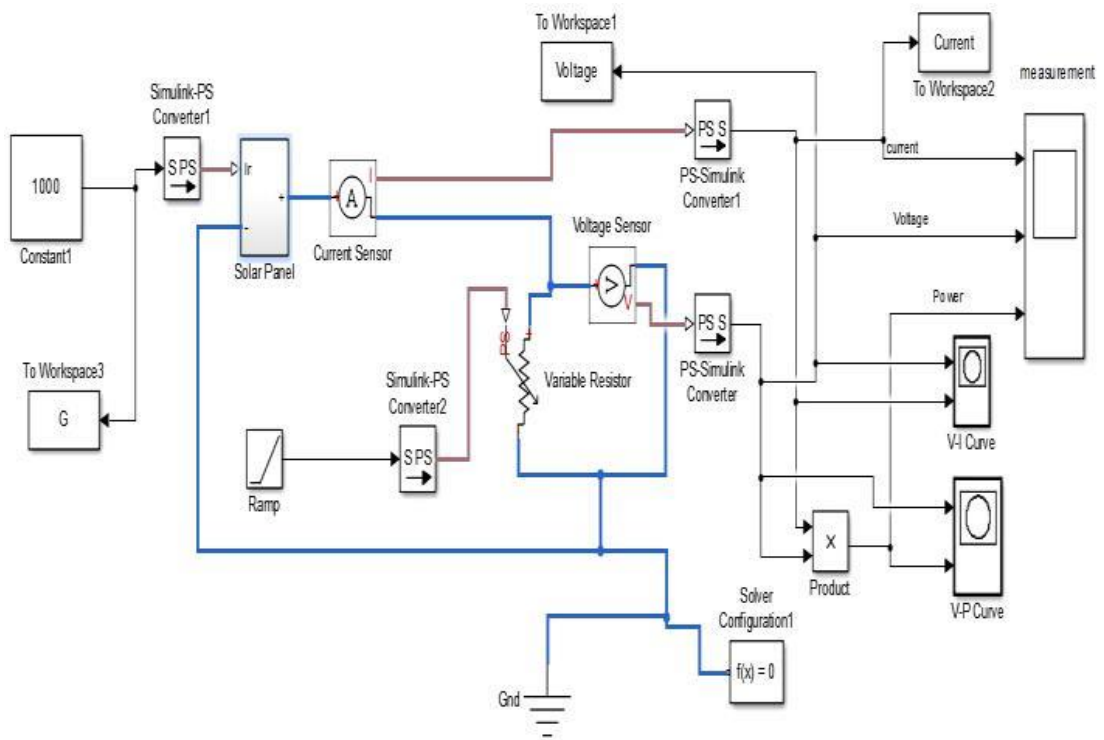 To Workspace1
Voltage
Current
To Workspace2
measurement
Simulink-PS
Converter1
S PS
1000
Constant1
Ir
+
-
Solar Panel
A
I
Current Sensor
PS S
PS-Simulink
Converter1
current
Voltage
Power
Voltage Sensor
V
V
PS S
PS-Simulink
Converter
To Workspace3
G
Simulink-PS
Converter2
S PS
PS
+
Variable Resistor
Ramp
V-I Curve
X
Product
V-P Curve
Solver
Configuration1
f(x) = 0
Gnd